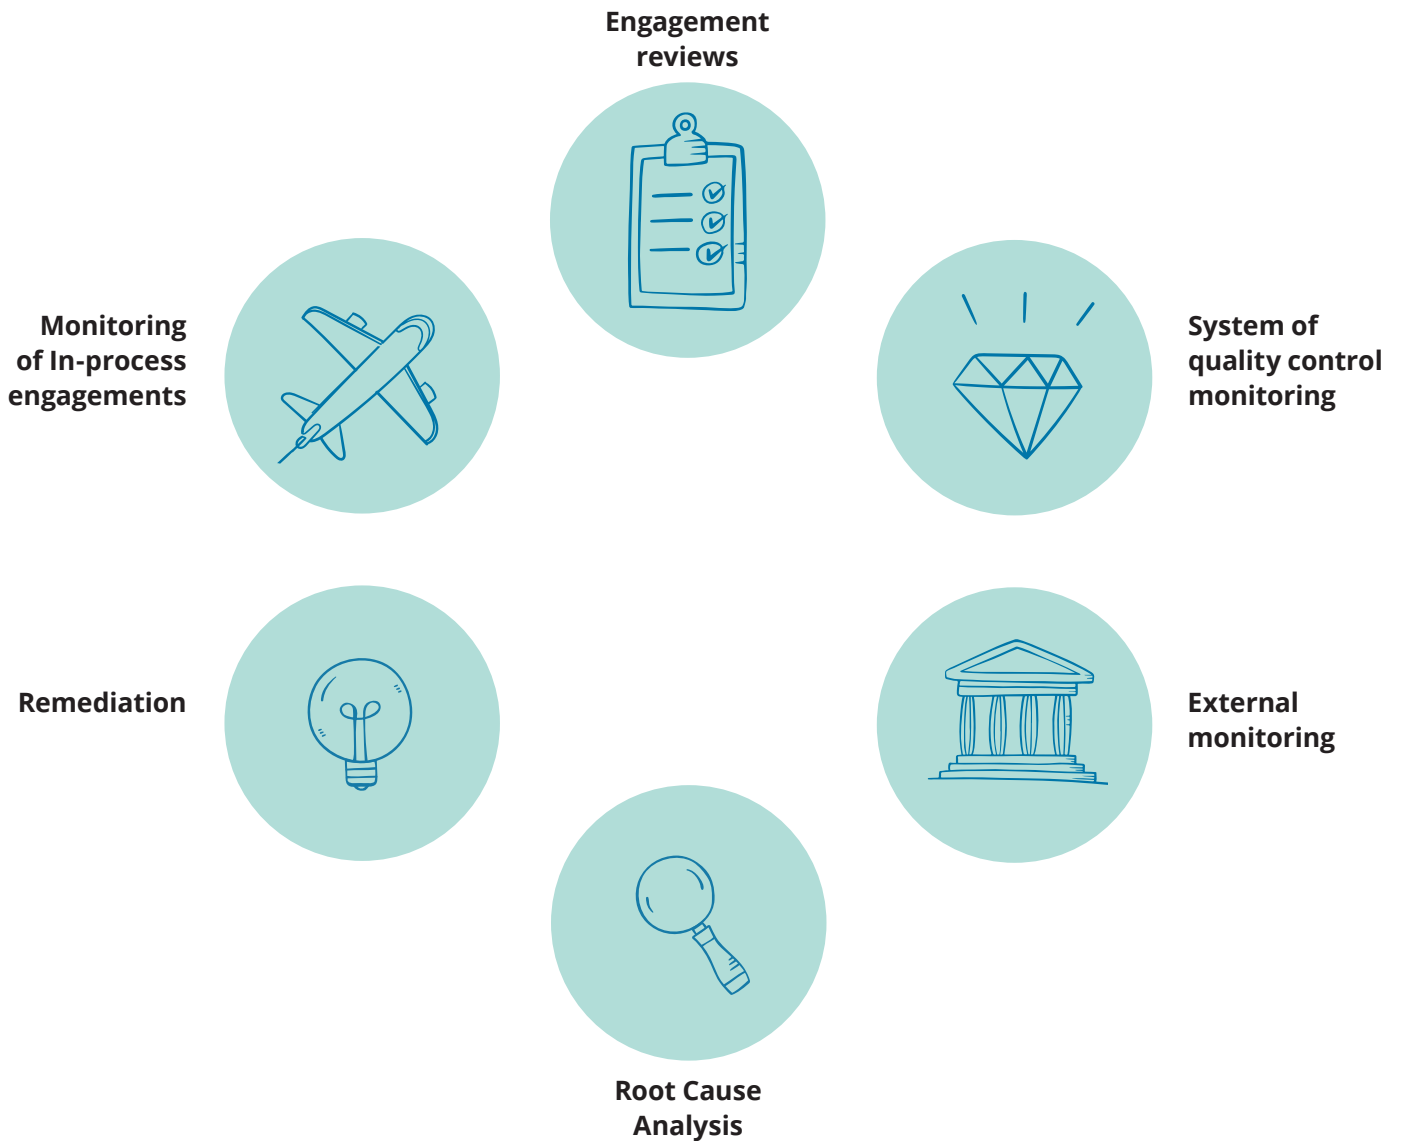 Engagement
reviews
Monitoring
of In-process
engagements
System of
quality control
monitoring
Remediation
External
monitoring
Root Cause
Analysis